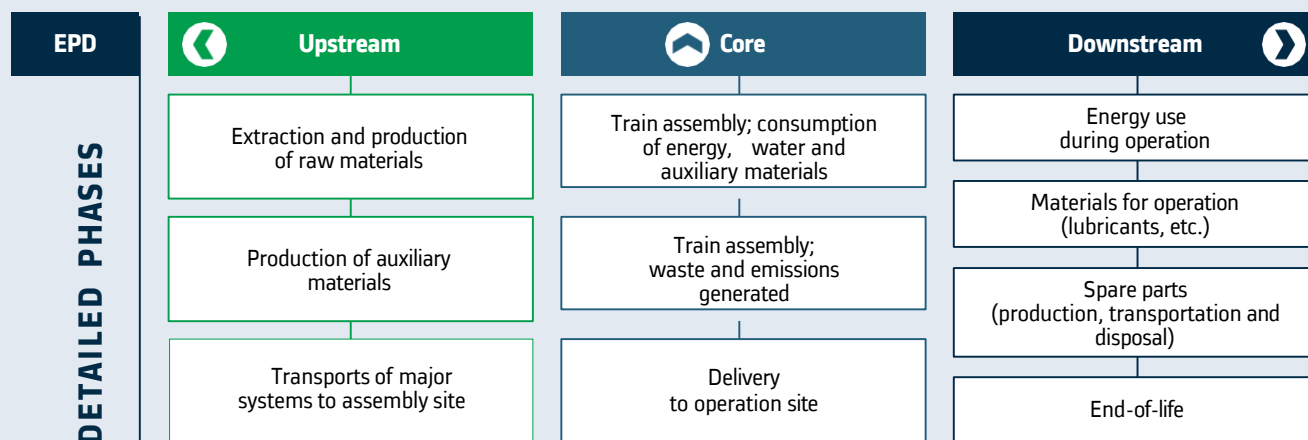 EPD
Upstream
Core
Downstream
DETAILED PHASES
Extraction and production
of raw materials
Production of auxiliary
materials
Transports of major
systems to assembly site
Train assembly; consumption
of energy, water and
auxiliary materials
Train assembly;
waste and emissions
generated
Delivery
to operation site
Energy use
during operation
Materials for operation
(lubricants, etc.)
Spare parts
(production, transportation and
disposal)
End-of-life